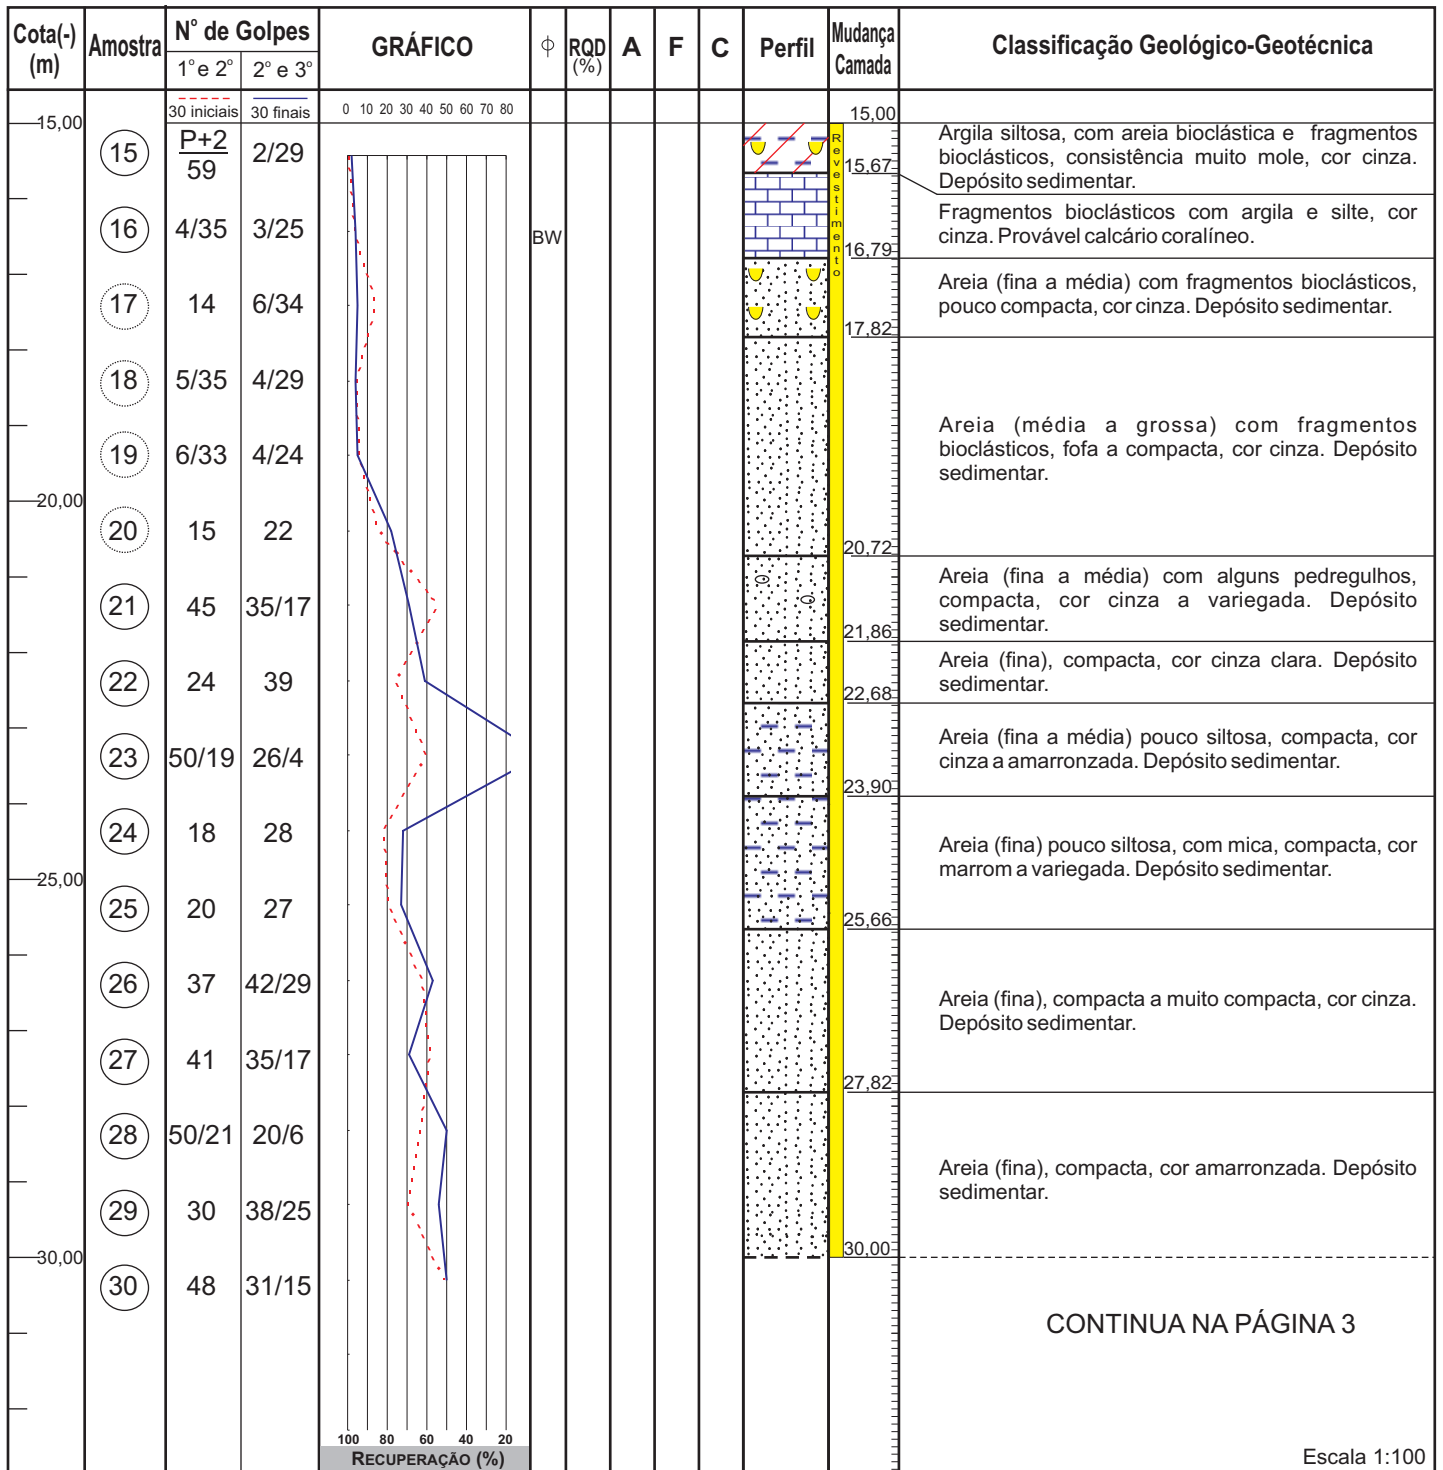 Cota(-) (m) Amostra N° de Golpes GRÁFICO ϕ RQD (%) A F C Perfil Mudança Camada Classificação Geológico-Geotécnica
1° e 2° 2° e 3°
30 iniciais 30 finais
0 10 20 30 40 50 60 70 80
15,00
15,00
15 P+2/59 2/29
Revestimento
Argila siltosa, com areia bioclástica e fragmentos
bioclásticos, consistência muito mole, cor cinza.
Depósito sedimentar.
15,67
16 4/35 3/25
BW
Fragmentos bioclásticos com argila e silte, cor
cinza. Provável calcário coralíneo.
16,79
17 14 6/34
Areia (fina a média) com fragmentos bioclásticos,
pouco compacta, cor cinza. Depósito sedimentar.
17,82
18 5/35 4/29
19 6/33 4/24
Areia (média a grossa) com fragmentos
bioclásticos, fofa a compacta, cor cinza. Depósito
sedimentar.
20,00
20 15 22
20,72
21 45 35/17
Areia (fina a média) com alguns pedregulhos,
compacta, cor cinza a variegada. Depósito
sedimentar.
21,86
22 24 39
Areia (fina), compacta, cor cinza clara. Depósito
sedimentar.
22,68
23 50/19 26/4
Areia (fina a média) pouco siltosa, compacta, cor
cinza a amarronzada. Depósito sedimentar.
23,90
24 18 28
Areia (fina) pouco siltosa, com mica, compacta, cor
marrom a variegada. Depósito sedimentar.
25,00
25 20 27
25,66
26 37 42/29
Areia (fina), compacta a muito compacta, cor cinza.
Depósito sedimentar.
27 41 35/17
27,82
28 50/21 20/6
Areia (fina), compacta, cor amarronzada. Depósito
sedimentar.
29 30 38/25
30,00
30,00
30 48 31/15
CONTINUA NA PÁGINA 3
100 80 60 40 20
RECUPERAÇÃO (%)
Escala 1:100